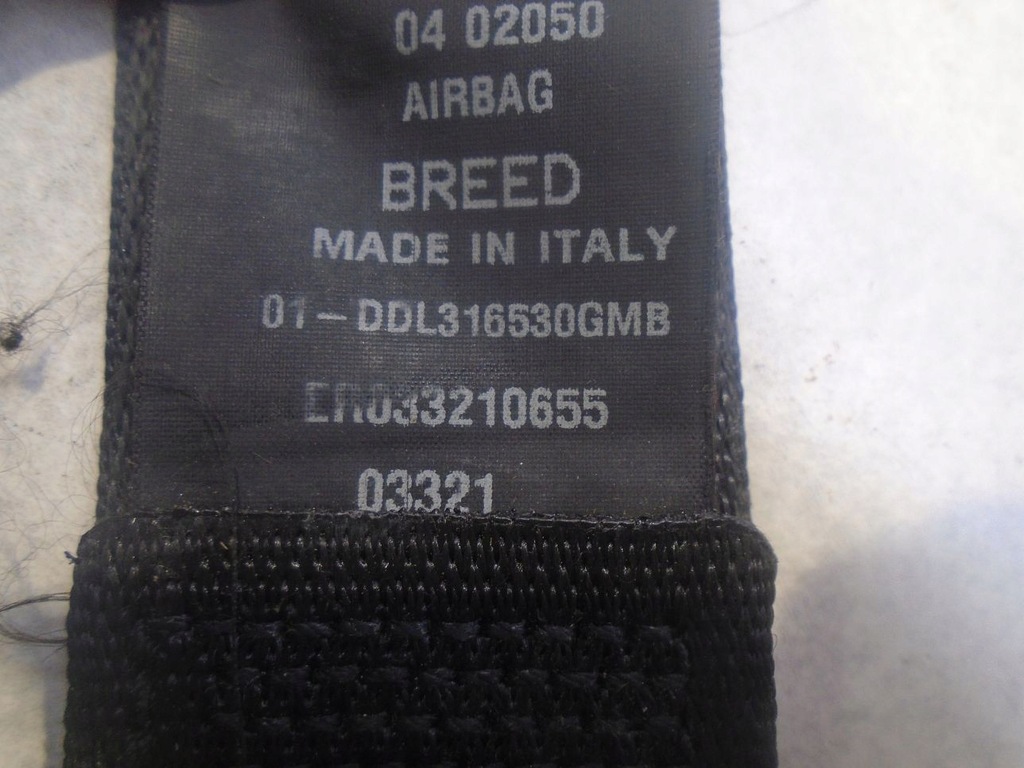 04 02050
AIRBAG
BREED
MADE IN ITALY
01-DDL316530GMB
03321